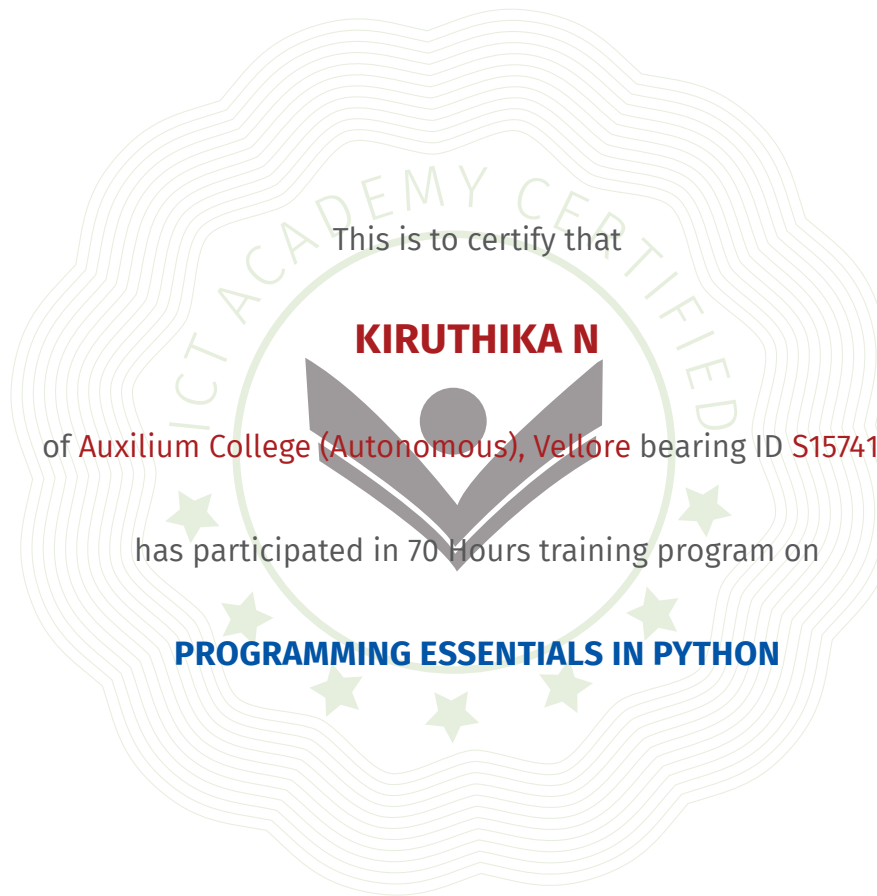 ICT ACADEMY CERTIFIED
This is to certify that
KIRUTHIKA N
of Auxilium College (Autonomous), Vellore bearing ID S15741
has participated in 70 Hours training program on
PROGRAMMING ESSENTIALS IN PYTHON